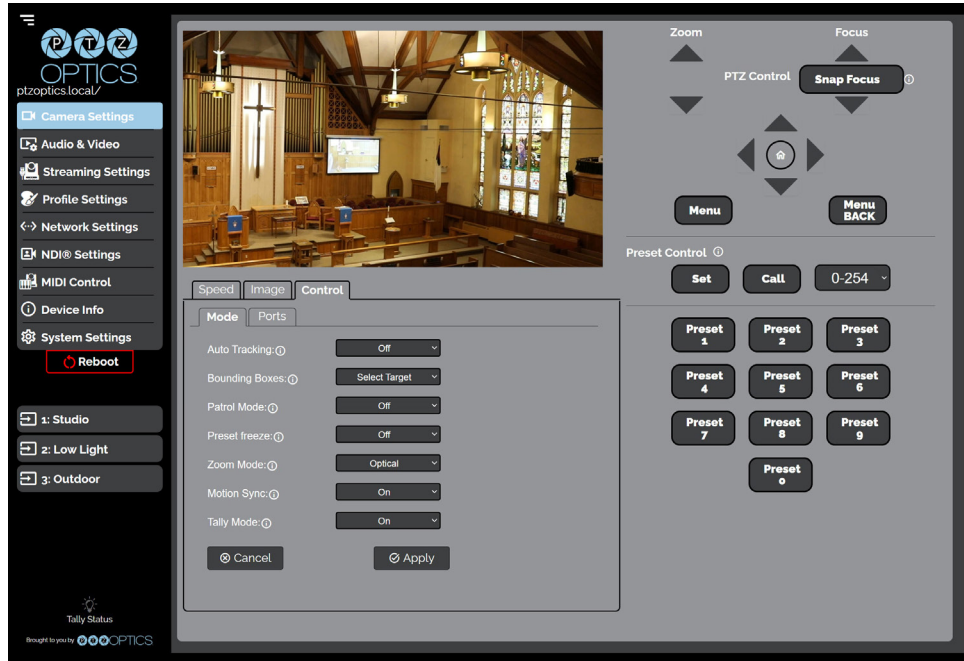 PTZ
OPTICS
ptzoptics.local/
Camera Settings
Audio & Video
Streaming Settings
Profile Settings
Network Settings
NDI® Settings
MIDI Control
Device Info
System Settings
Reboot
1: Studio
2: Low Light
3: Outdoor
Tally Status
Brought to you by PTZOPTICS
Speed Image Control
Mode Ports
Auto Tracking: Off
Bounding Boxes: Select Target
Patrol Mode: Off
Preset freeze: Off
Zoom Mode: Optical
Motion Sync: On
Tally Mode: On
Cancel Apply
Zoom Focus
PTZ Control Snap Focus
Menu Menu
BACK
Preset Control
Set Call 0-254
Preset Preset Preset
1 2 3
Preset Preset Preset
4 5 6
Preset Preset Preset
7 8 9
Preset
0